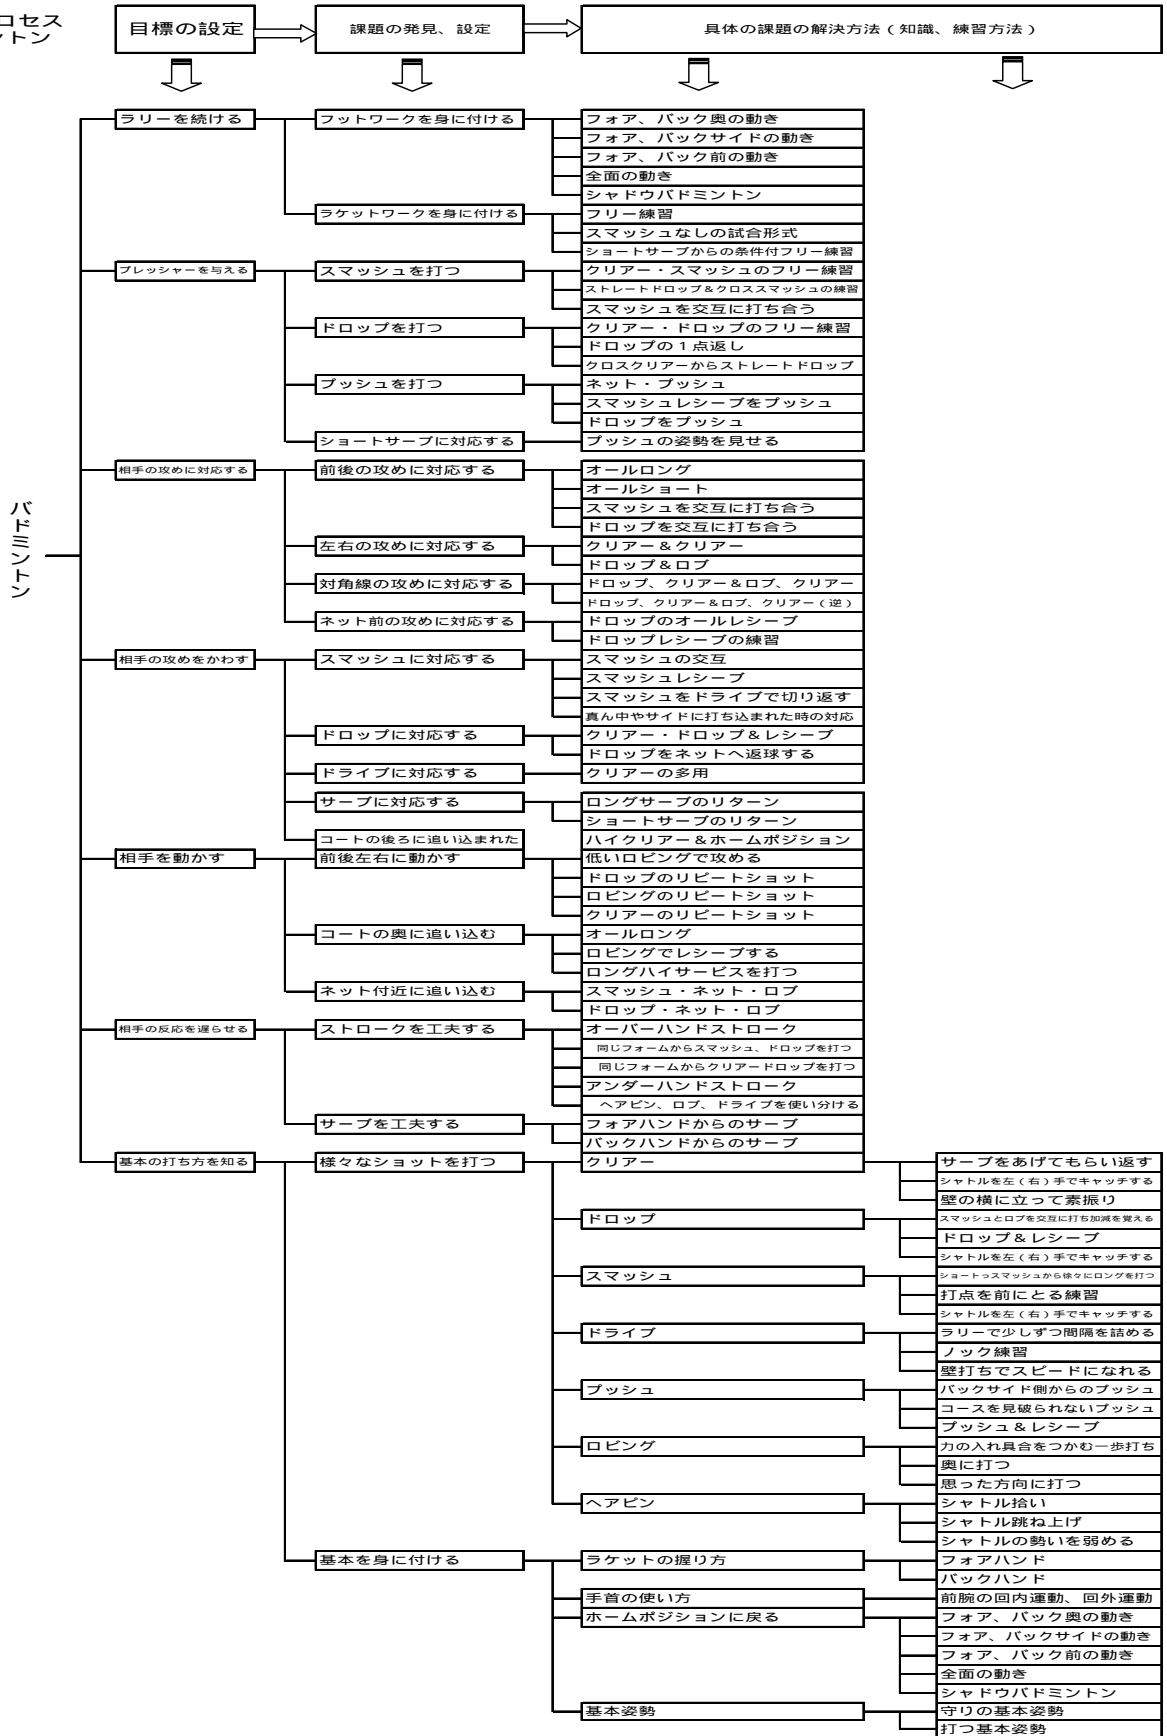 ロセス
ントン
目標の設定
課題の発見、設定
具体の課題の解決方法（知識、練習方法）
バドミントン
ラリーを続ける
フットワークを身に付ける
フォア、バック奥の動き
フォア、バックサイドの動き
フォア、バック前の動き
全面の動き
シャドウバドミントン
ラケットワークを身に付ける
フリー練習
スマッシュなしの試合形式
ショートサーブからの条件付フリー練習
プレッシャーを与える
スマッシュを打つ
クリアー・スマッシュのフリー練習
ストレートドロップ＆クロススマッシュの練習
スマッシュを交互に打ち合う
ドロップを打つ
クリアー・ドロップのフリー練習
ドロップの１点返し
クロスクリアーからストレートドロップ
プッシュを打つ
ネット・プッシュ
スマッシュレシーブをプッシュ
ドロップをプッシュ
ショートサーブに対応する
プッシュの姿勢を見せる
相手の攻めに対応する
前後の攻めに対応する
オールロング
オールショート
スマッシュを交互に打ち合う
ドロップを交互に打ち合う
左右の攻めに対応する
クリアー＆クリアー
ドロップ＆ロブ
対角線の攻めに対応する
ドロップ、クリアー＆ロブ、クリアー
ドロップ、クリアー＆ロブ、クリアー（逆）
ネット前の攻めに対応する
ドロップのオールレシーブ
ドロップレシーブの練習
相手の攻めをかわす
スマッシュに対応する
スマッシュの交互
スマッシュレシーブ
スマッシュをドライブで切り返す
真ん中やサイドに打ち込まれた時の対応
ドロップに対応する
クリアー・ドロップ＆レシーブ
ドロップをネットへ返球する
ドライブに対応する
クリアーの多用
サーブに対応する
ロングサーブのリターン
ショートサーブのリターン
コートの後ろに追い込まれた
ハイクリアー＆ホームポジション
相手を動かす
前後左右に動かす
低いロビングで攻める
ドロップのリピートショット
ロビングのリピートショット
クリアーのリピートショット
コートの奥に追い込む
オールロング
ロビングでレシーブする
ロングハイサービスを打つ
ネット付近に追い込む
スマッシュ・ネット・ロブ
ドロップ・ネット・ロブ
相手の反応を遅らせる
ストロークを工夫する
オーバーハンドストローク
同じフォームからスマッシュ、ドロップを打つ
同じフォームからクリアードロップを打つ
アンダーハンドストローク
ヘアピン、ロブ、ドライブを使い分ける
サーブを工夫する
フォアハンドからのサーブ
バックハンドからのサーブ
基本の打ち方を知る
様々なショットを打つ
クリアー
サーブをあげてもらい返す
シャトルを左（右）手でキャッチする
壁の横に立って素振り
ドロップ
スマッシュとロブを交互に打ち加減を覚える
ドロップ＆レシーブ
シャトルを左（右）手でキャッチする
スマッシュ
ショートっスマッシュから徐々にロングを打つ
打点を前にとる練習
シャトルを左（右）手でキャッチする
ドライブ
ラリーで少しずつ間隔を詰める
ノック練習
壁打ちでスピードになれる
プッシュ
バックサイド側からのプッシュ
コースを見破られないプッシュ
プッシュ＆レシーブ
ロビング
力の入れ具合をつかむ一歩打ち
奥に打つ
思った方向に打つ
ヘアピン
シャトル拾い
シャトル跳ね上げ
シャトルの勢いを弱める
基本を身に付ける
ラケットの握り方
フォアハンド
バックハンド
手首の使い方
前腕の回内運動、回外運動
ホームポジションに戻る
フォア、バック奥の動き
フォア、バックサイドの動き
フォア、バック前の動き
全面の動き
シャドウバドミントン
基本姿勢
守りの基本姿勢
打つ基本姿勢